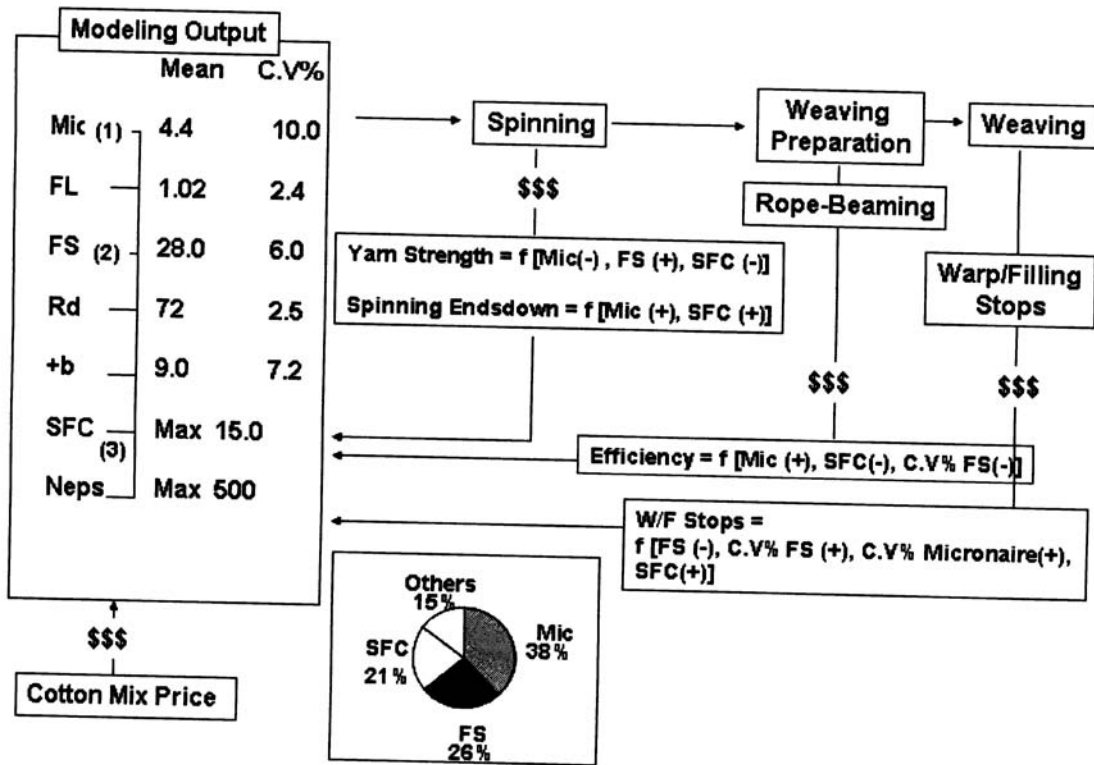 Modeling Output
Mean C.V%
Mic (1) 4.4 10.0
FL 1.02 2.4
FS (2) 28.0 6.0
Rd 72 2.5
+b 9.0 7.2
SFC (3) Max 15.0
Neps Max 500
$$$
Cotton Mix Price
Spinning
$$$
Yarn Strength = f [Mic(-) , FS (+), SFC (-)]
Spinning Endsdown = f [Mic (+), SFC (+)]
Weaving
Preparation
Rope-Beaming
$$$
Efficiency = f [Mic (+), SFC(-), C.V% FS(-)]
Weaving
Warp/Filling
Stops
$$$
W/F Stops =
f [FS (-), C.V% FS (+), C.V% Micronaire(+),
SFC(+)]
Others
15%
Mic
38%
SFC
21%
FS
26%